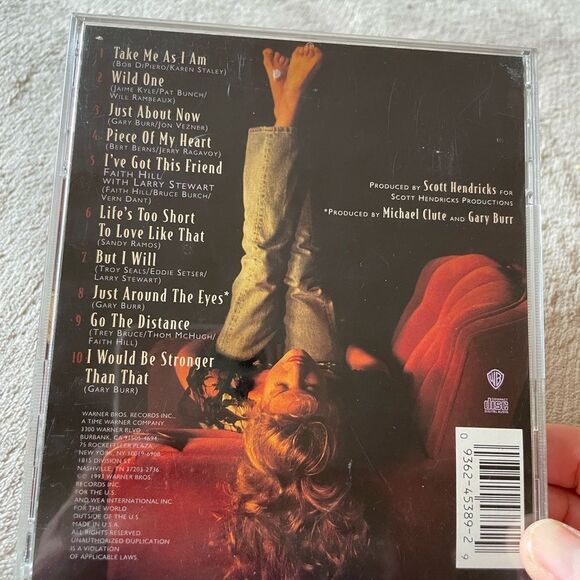 1 Take Me As I Am
(BOB DIPIERO/KAREN STALEY)
2 Wild One
(JAIME KYLE/PAT BUNCH/
WILL RAMBEAUX)
3 Just About Now
(GARY BURR/JON VEZNER)
4 Piece Of My Heart
(BERT BERNS/JERRY RAGAVOY)
5 I've Got This Friend
FAITH HILL
WITH LARRY STEWART
(FAITH HILL/BRUCE BURCH/
VERN DANT)
6 Life's Too Short
To Love Like That
(SANDY RAMOS)
7 But I Will
(TROY SEALS/EDDIE SETSER/
LARRY STEWART)
8 Just Around The Eyes*
(GARY BURR)
9 Go The Distance
(TREY BRUCE/THOM MCHUGH/
FAITH HILL)
10 I Would Be Stronger
Than That
(GARY BURR)
PRODUCED BY Scott Hendricks FOR
SCOTT HENDRICKS PRODUCTIONS
*PRODUCED BY Michael Clute AND Gary Burr
WARNER BROS. RECORDS INC.
A TIME WARNER COMPANY
3300 WARNER BLVD.
BURBANK, CA 91505-4694
75 ROCKEFELLER PLAZA
NEW YORK, NY 10019-6908
1815 DIVISION ST.
NASHVILLE, TN 37203-2736
© 1993 WARNER BROS.
RECORDS INC.
FOR THE U.S.
AND WEA INTERNATIONAL INC.
FOR THE WORLD
OUTSIDE OF THE U.S.
MADE IN U.S.A.
ALL RIGHTS RESERVED.
UNAUTHORIZED DUPLICATION
IS A VIOLATION
OF APPLICABLE LAWS.
WB
COMPACT
disc
DIGITAL AUDIO
0 9362-45389-2 9